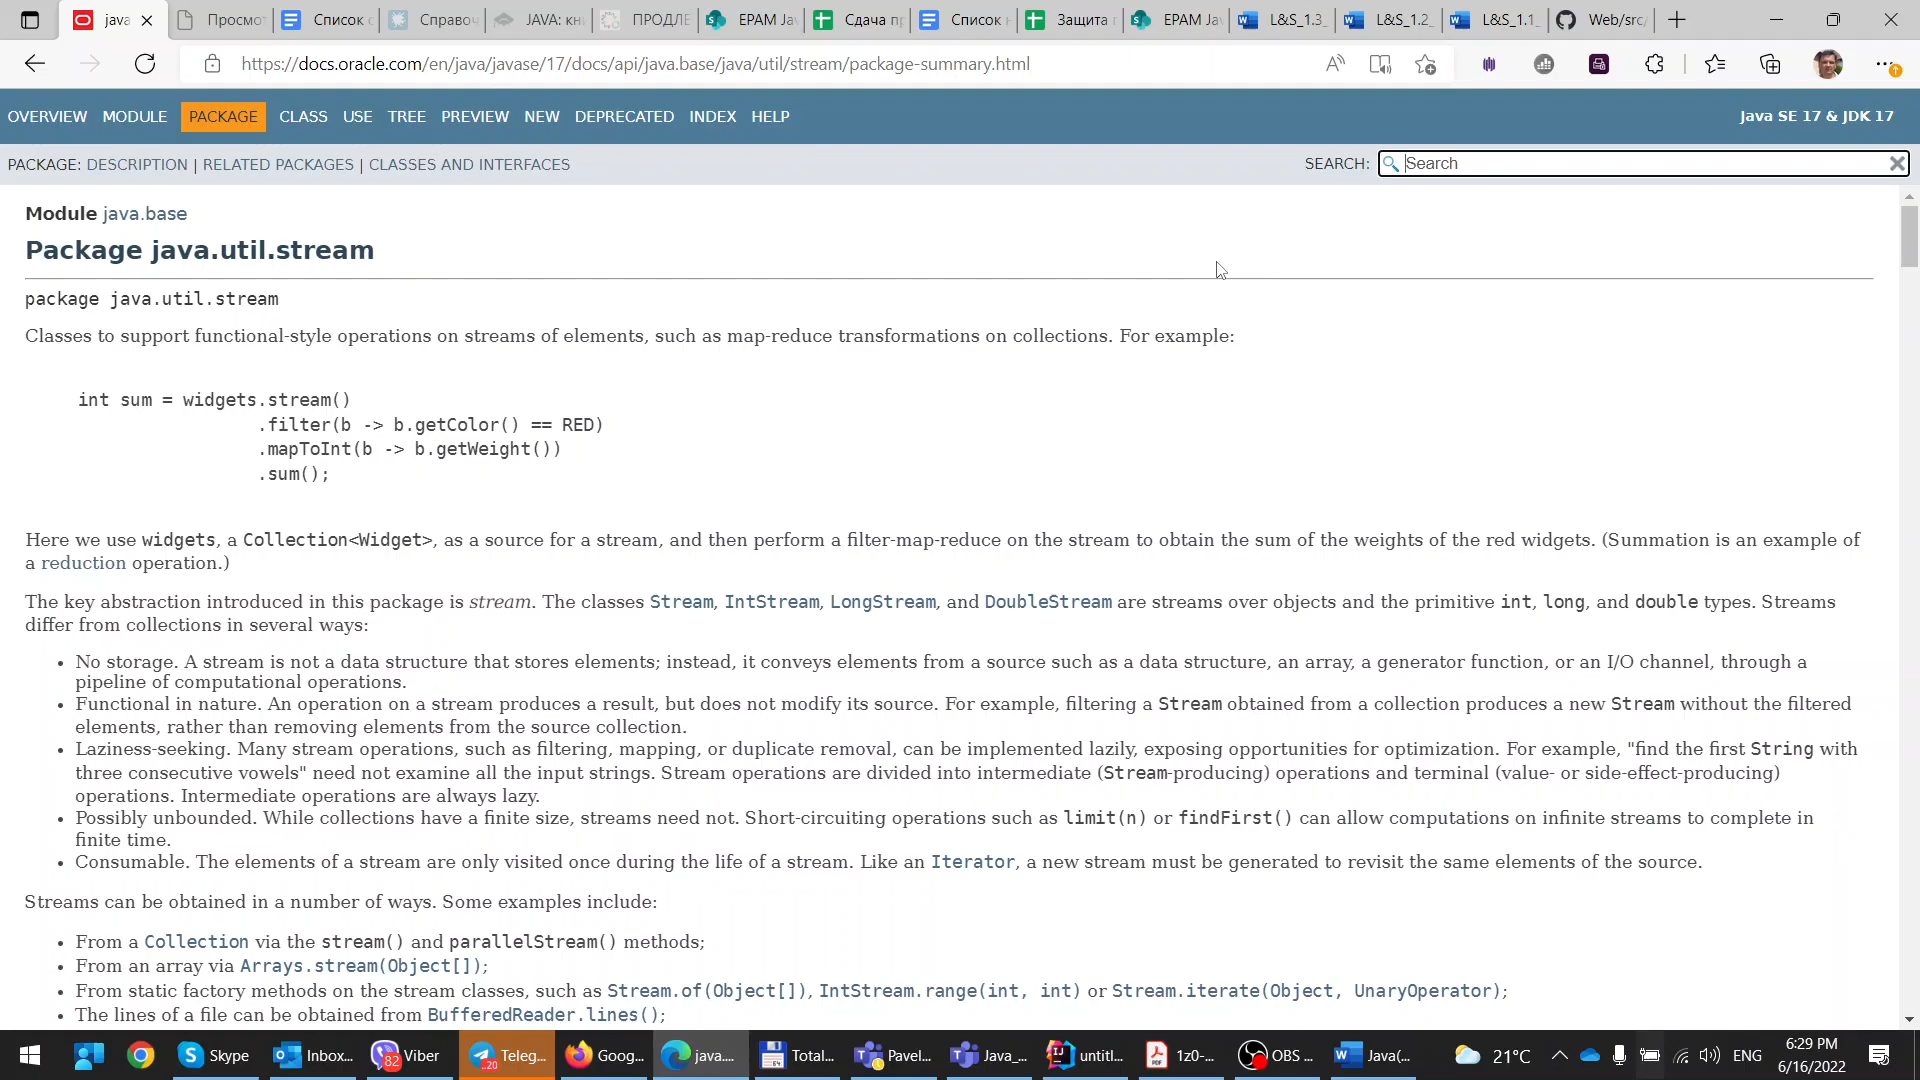 java
Просмот
Список с
Справоч
JAVA: кн
ПРОДЛЕ
EPAM Ja
Сдача п
Список
Защита
EPAM Ja
L&S_1.3_
L&S_1.2_
L&S_1.1_
Web/src/
https://docs.oracle.com/en/java/javase/17/docs/api/java.base/java/util/stream/package-summary.html
OVERVIEW MODULE PACKAGE CLASS USE TREE PREVIEW NEW DEPRECATED INDEX HELP
Java SE 17 & JDK 17
PACKAGE: DESCRIPTION | RELATED PACKAGES | CLASSES AND INTERFACES
SEARCH: Search
Module java.base
Package java.util.stream
package java.util.stream
Classes to support functional-style operations on streams of elements, such as map-reduce transformations on collections. For example:
int sum = widgets.stream()
.filter(b -> b.getColor() == RED)
.mapToInt(b -> b.getWeight())
.sum();
Here we use widgets, a Collection<Widget>, as a source for a stream, and then perform a filter-map-reduce on the stream to obtain the sum of the weights of the red widgets. (Summation is an example of
a reduction operation.)
The key abstraction introduced in this package is stream. The classes Stream, IntStream, LongStream, and DoubleStream are streams over objects and the primitive int, long, and double types. Streams
differ from collections in several ways:
• No storage. A stream is not a data structure that stores elements; instead, it conveys elements from a source such as a data structure, an array, a generator function, or an I/O channel, through a
pipeline of computational operations.
• Functional in nature. An operation on a stream produces a result, but does not modify its source. For example, filtering a Stream obtained from a collection produces a new Stream without the filtered
elements, rather than removing elements from the source collection.
• Laziness-seeking. Many stream operations, such as filtering, mapping, or duplicate removal, can be implemented lazily, exposing opportunities for optimization. For example, "find the first String with
three consecutive vowels" need not examine all the input strings. Stream operations are divided into intermediate (Stream-producing) operations and terminal (value- or side-effect-producing)
operations. Intermediate operations are always lazy.
• Possibly unbounded. While collections have a finite size, streams need not. Short-circuiting operations such as limit(n) or findFirst() can allow computations on infinite streams to complete in
finite time.
• Consumable. The elements of a stream are only visited once during the life of a stream. Like an Iterator, a new stream must be generated to revisit the same elements of the source.
Streams can be obtained in a number of ways. Some examples include:
• From a Collection via the stream() and parallelStream() methods;
• From an array via Arrays.stream(Object[]);
• From static factory methods on the stream classes, such as Stream.of(Object[]), IntStream.range(int, int) or Stream.iterate(Object, UnaryOperator);
• The lines of a file can be obtained from BufferedReader.lines();
Skype
Inbox...
82
Viber
20
Teleg...
Goog...
java....
64
Total...
Pavel...
Java_...
untitl...
1z0-...
OBS ...
Java(...
21°C
ENG
6:29 PM
6/16/2022